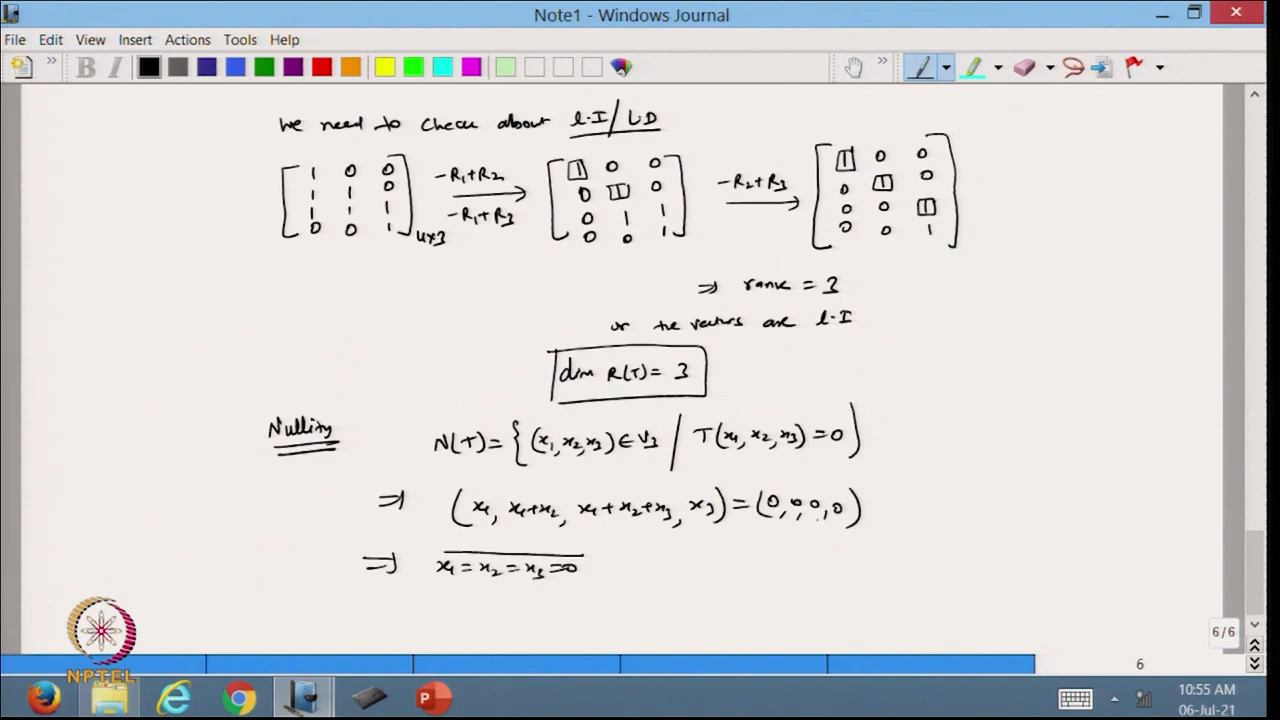 Note1 - Windows Journal
File Edit View Insert Actions Tools Help
We need to check about l.I/LD
[1 0 0
1 1 0
1 1 1
0 0 1] 4x3
-R1+R2
-R1+R3
[1 0 0
0 1 0
0 1 1
0 0 1]
-R2+R3
[1 0 0
0 1 0
0 0 1
0 0 1]
⇒ rank = 3
or the vectors are l.I
dim R(T) = 3
Nullity N(T) = {(x1, x2, x3) ∈ V3 / T(x1, x2, x3) = 0)
⇒ (x1, x1+x2, x1+x2+x3, x3) = (0, 0, 0, 0)
⇒ x1 = x2 = x3 = 0
NPTEL
6/6
6
10:55 AM
06-Jul-21